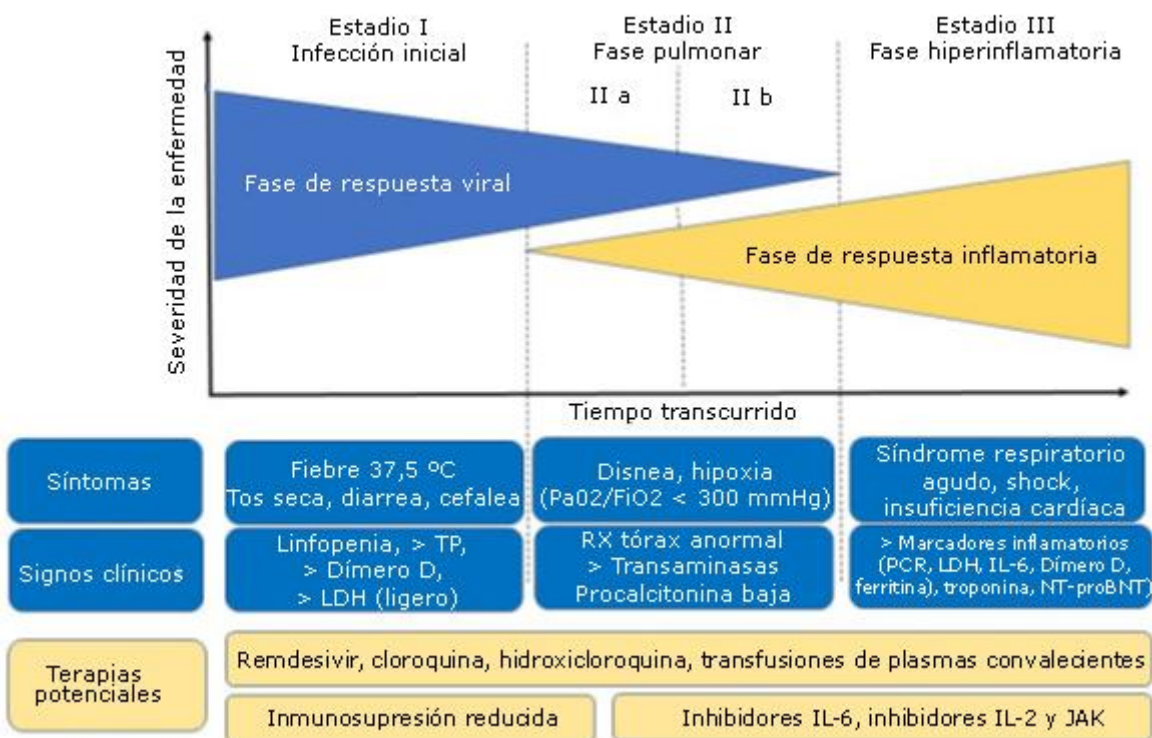 Estadio I
Infección inicial
Estadio II
Fase pulmonar
Estadio III
Fase hiperinflamatoria
II a
II b
Severidad de la enfermedad
Fase de respuesta viral
Fase de respuesta inflamatoria
Tiempo transcurrido
Síntomas
Fiebre 37,5 ºC
Tos seca, diarrea, cefalea
Disnea, hipoxia
(Pa02/FiO2 < 300 mmHg)
Síndrome respiratorio
agudo, shock,
insuficiencia cardíaca
Signos clínicos
Linfopenia, > TP,
> Dímero D,
> LDH (ligero)
RX tórax anormal
> Transaminasas
Procalcitonina baja
> Marcadores inflamatorios
(PCR, LDH, IL-6, Dímero D,
ferritina), troponina, NT-proBNT)
Terapias
potenciales
Remdesivir, cloroquina, hidroxicloroquina, transfusiones de plasmas convalecientes
Inmunosupresión reducida
Inhibidores IL-6, inhibidores IL-2 y JAK